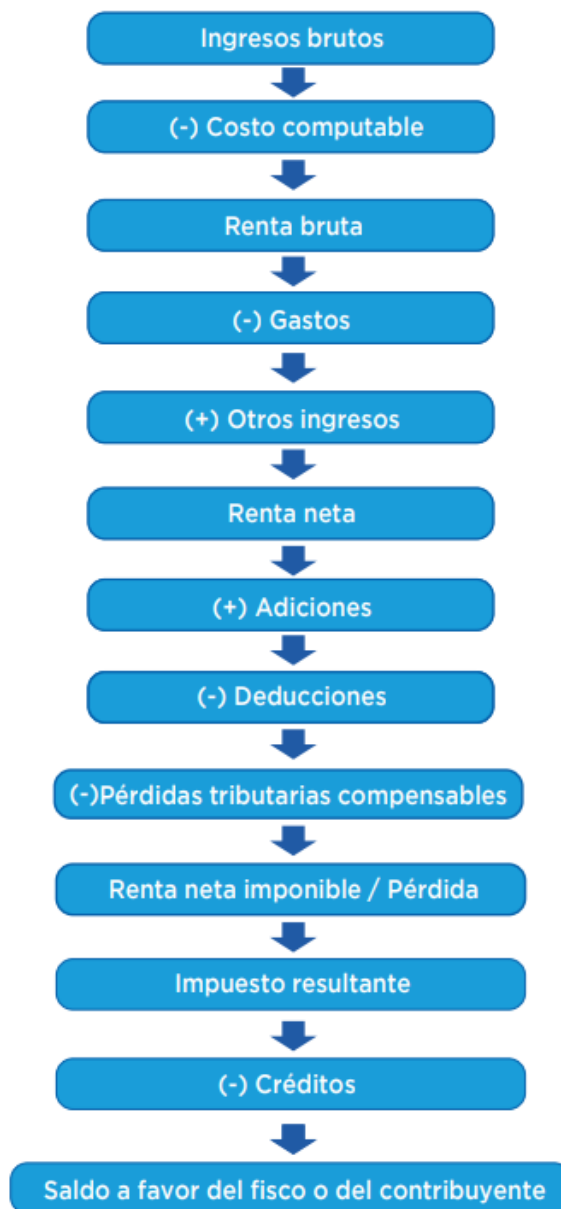 Ingresos brutos
(-) Costo computable
Renta bruta
(-) Gastos
(+) Otros ingresos
Renta neta
(+) Adiciones
(-) Deducciones
(-)Pérdidas tributarias compensables
Renta neta imponible / Pérdida
Impuesto resultante
(-) Créditos
Saldo a favor del fisco o del contribuyente